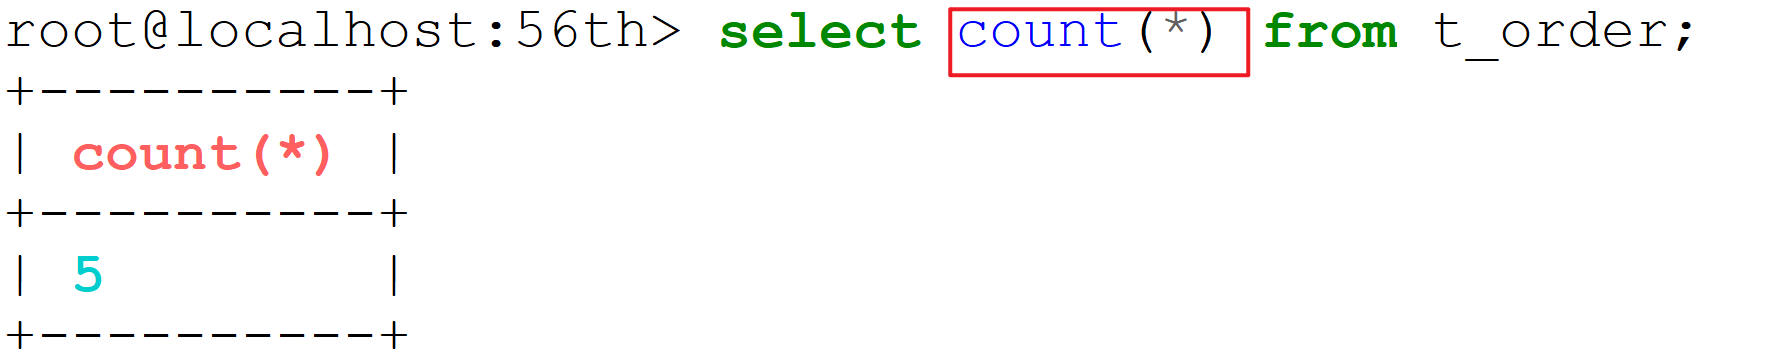 root@localhost:56th> select count(*) from t_order;
+----------+
| count(*) |
+----------+
| 5        |
+----------+